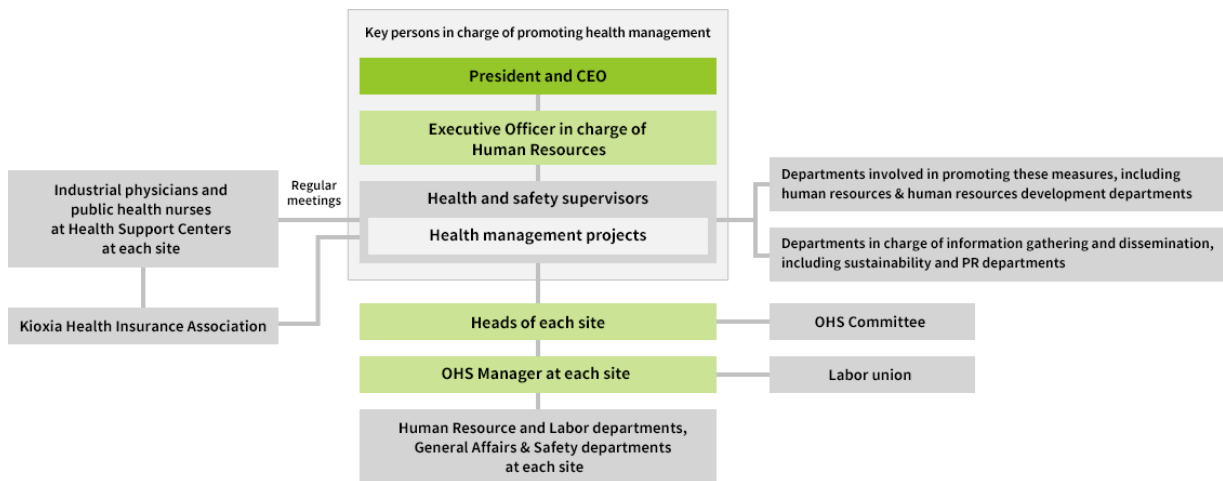 Key persons in charge of promoting health management
President and CEO
Executive Officer in charge of
Human Resources
Industrial physicians and
public health nurses
at Health Support Centers
at each site
Regular
meetings
Health and safety supervisors
Health management projects
Departments involved in promoting these measures, including
human resources & human resources development departments
Departments in charge of information gathering and dissemination,
including sustainability and PR departments
Kioxia Health Insurance Association
Heads of each site
OHS Committee
OHS Manager at each site
Labor union
Human Resource and Labor departments,
General Affairs & Safety departments
at each site